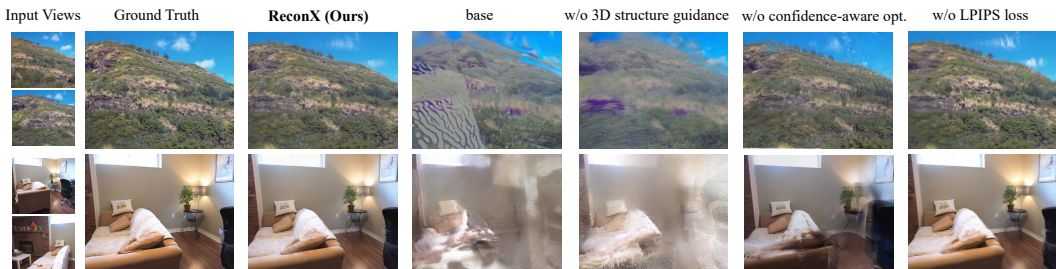 Input Views Ground Truth ReconX (Ours) base w/o 3D structure guidance w/o confidence-aware opt. w/o LPIPS loss